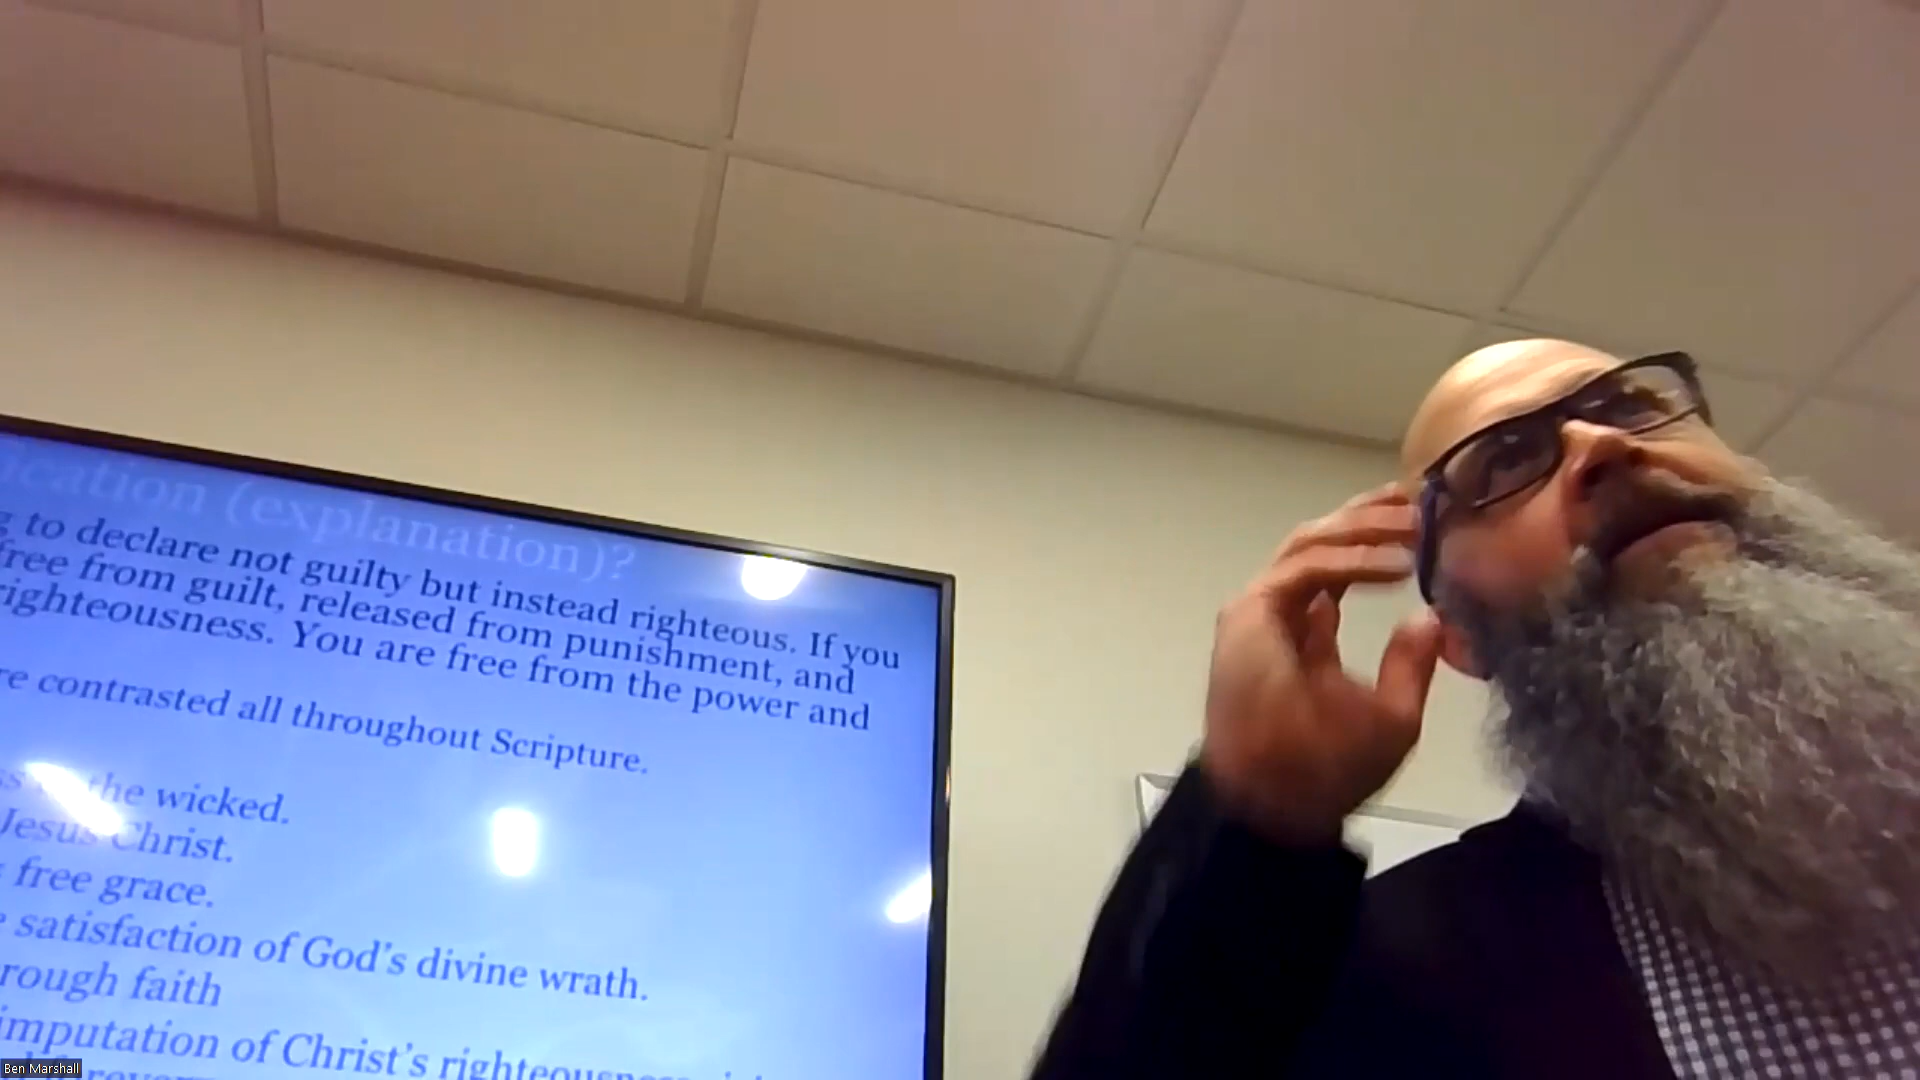 ication (explanation)?
g to declare not guilty but instead righteous. If you
free from guilt, released from punishment, and
righteousness. You are free from the power and
re contrasted all throughout Scripture.
the wicked.
Jesus Christ.
free grace.
e satisfaction of God's divine wrath.
rough faith
imputation of Christ's righteousness
Ben Marshall